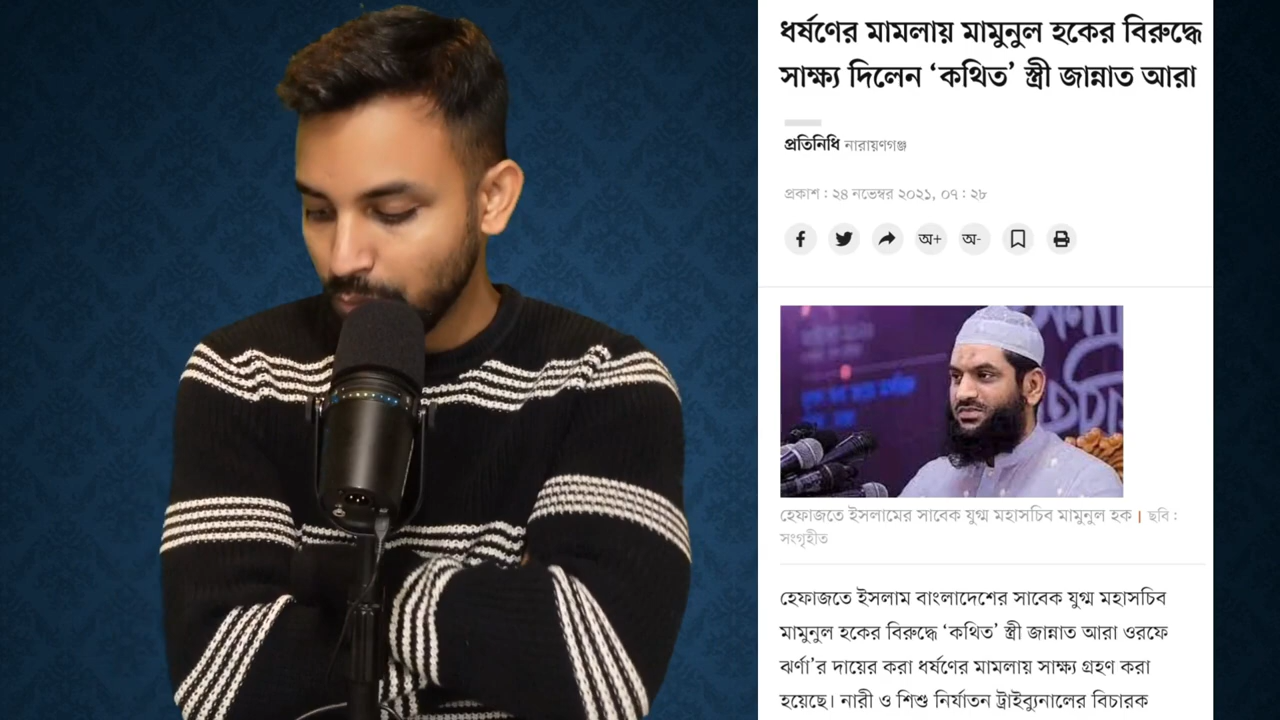 ধর্ষণের মামলায় মামুনুল হকের বিরুদ্ধে
সাক্ষ্য দিলেন ‘কথিত’ স্ত্রী জান্নাত আরা
প্রতিনিধি নারায়ণগঞ্জ
প্রকাশ : ২৪ নভেম্বর ২০২১, ০৭ : ২৮
অ+ অ-
হেফাজতে ইসলামের সাবেক যুগ্ম মহাসচিব মামুনুল হক | ছবি :
সংগৃহীত
হেফাজতে ইসলাম বাংলাদেশের সাবেক যুগ্ম মহাসচিব
মামুনুল হকের বিরুদ্ধে ‘কথিত’ স্ত্রী জান্নাত আরা ওরফে
ঝর্ণা’র দায়ের করা ধর্ষণের মামলায় সাক্ষ্য গ্রহণ করা
হয়েছে। নারী ও শিশু নির্যাতন ট্রাইব্যুনালের বিচারক